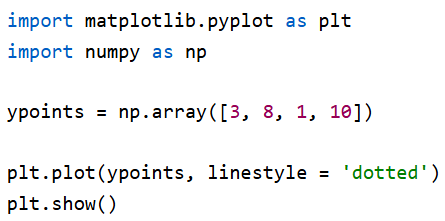 import matplotlib.pyplot as plt
import numpy as np
ypoints = np.array([3, 8, 1, 10])
plt.plot(ypoints, linestyle = 'dotted')
plt.show()